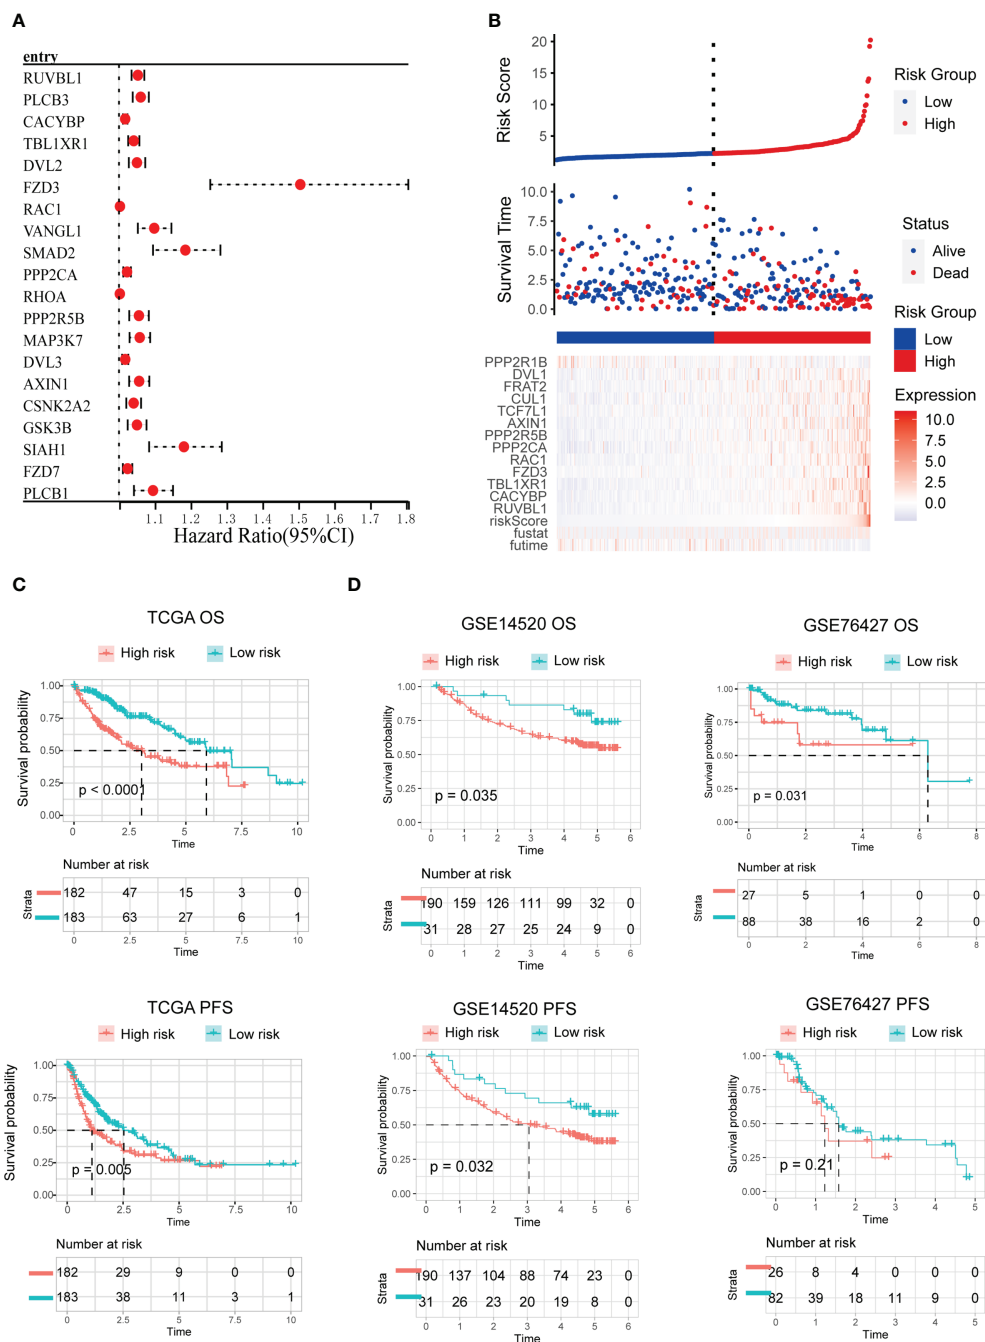 A
entry
RUVBL1
PLCB3
CACYBP
TBL1XR1
DVL2
FZD3
RAC1
VANGL1
SMAD2
PPP2CA
RHOA
PPP2R5B
MAP3K7
DVL3
AXIN1
CSNK2A2
GSK3B
SIAH1
FZD7
PLCB1
1.1 1.2 1.3 1.4 1.5 1.6 1.7 1.8
Hazard Ratio(95%CI)
B
Risk Score
20
15
10
5
Risk Group
Low
High
Survival Time
10.0
7.5
5.0
2.5
0.0
Status
Alive
Dead
Risk Group
Low
High
PPP2R1B
DVL1
FRAT2
CUL1
TCF7L1
AXIN1
PPP2R5B
PPP2CA
RAC1
FZD3
TBL1XR1
CACYBP
RUVBL1
riskScore
fustat
futime
Expression
10.0
7.5
5.0
2.5
0.0
C
TCGA OS
High risk Low risk
Survival probability
1.00
0.75
0.50
0.25
0.00
p < 0.0001
0 2.5 5 7.5 10
Time
Number at risk
Strata
182 47 15 3 0
183 63 27 6 1
0 2.5 5 7.5 10
Time
D
GSE14520 OS
High risk Low risk
Survival probability
1.00
0.75
0.50
0.25
0.00
p = 0.035
0 1 2 3 4 5 6
Time
Number at risk
Strata
190 159 126 111 99 32 0
31 28 27 25 24 9 0
0 1 2 3 4 5 6
Time
GSE76427 OS
High risk Low risk
Survival probability
1.00
0.75
0.50
0.25
0.00
p = 0.031
0 2 4 6 8
Time
Number at risk
Strata
27 5 1 0 0
88 38 16 2 0
0 2 4 6 8
Time
TCGA PFS
High risk Low risk
Survival probability
1.00
0.75
0.50
0.25
0.00
p = 0.005
0 2.5 5 7.5 10
Time
Number at risk
182 29 9 0 0
183 38 11 3 1
0 2.5 5 7.5 10
Time
GSE14520 PFS
High risk Low risk
Survival probability
1.00
0.75
0.50
0.25
0.00
p = 0.032
0 1 2 3 4 5 6
Time
Number at risk
Strata
190 137 104 88 74 23 0
31 26 23 20 19 8 0
0 1 2 3 4 5 6
Time
GSE76427 PFS
High risk Low risk
Survival probability
1.00
0.75
0.50
0.25
0.00
p = 0.21
0 1 2 3 4 5
Time
Number at risk
Strata
26 8 4 0 0 0
82 39 18 11 9 0
0 1 2 3 4 5
Time